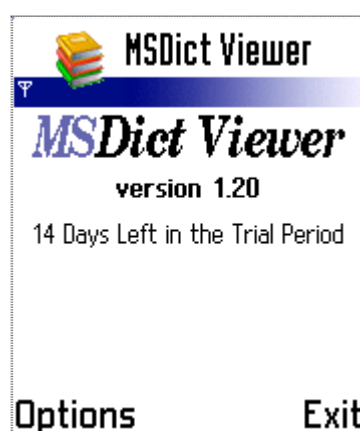 MSDict Viewer
MSDict Viewer
version 1.20
14 Days Left in the Trial Period
Options Exit